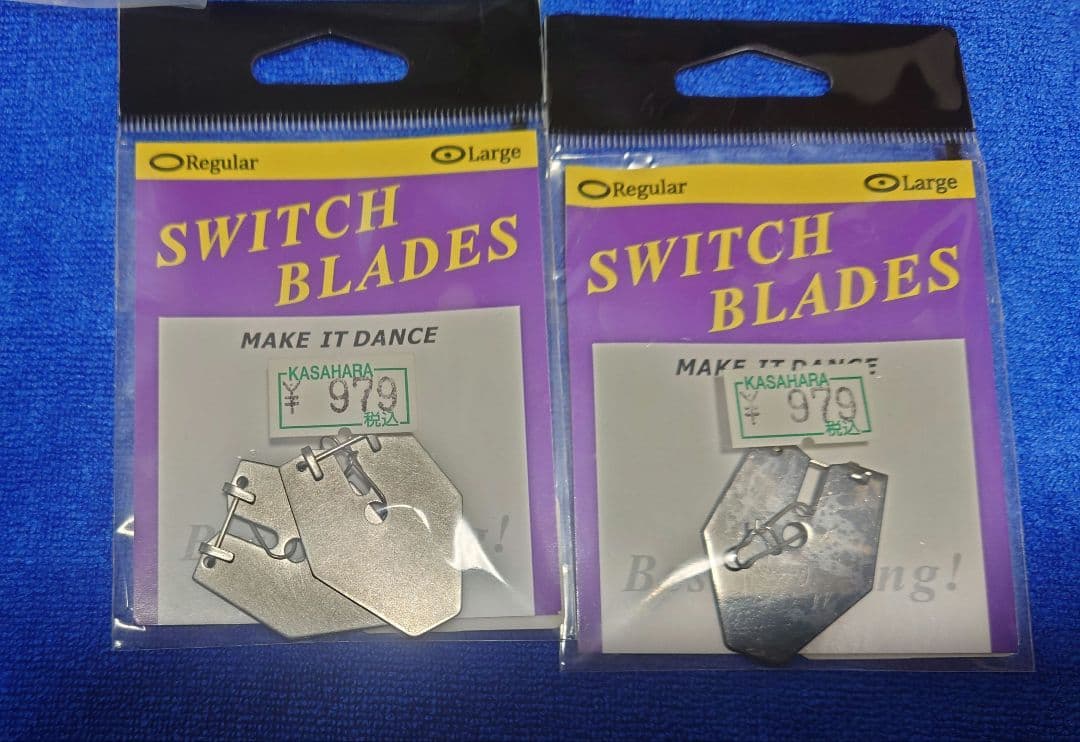 Regular Large
SWITCH
BLADES
MAKE IT DANCE
KASAHARA
¥ 979
税込
Regular Large
SWITCH
BLADES
MAKE IT DANCE
KASAHARA
¥ 979
税込